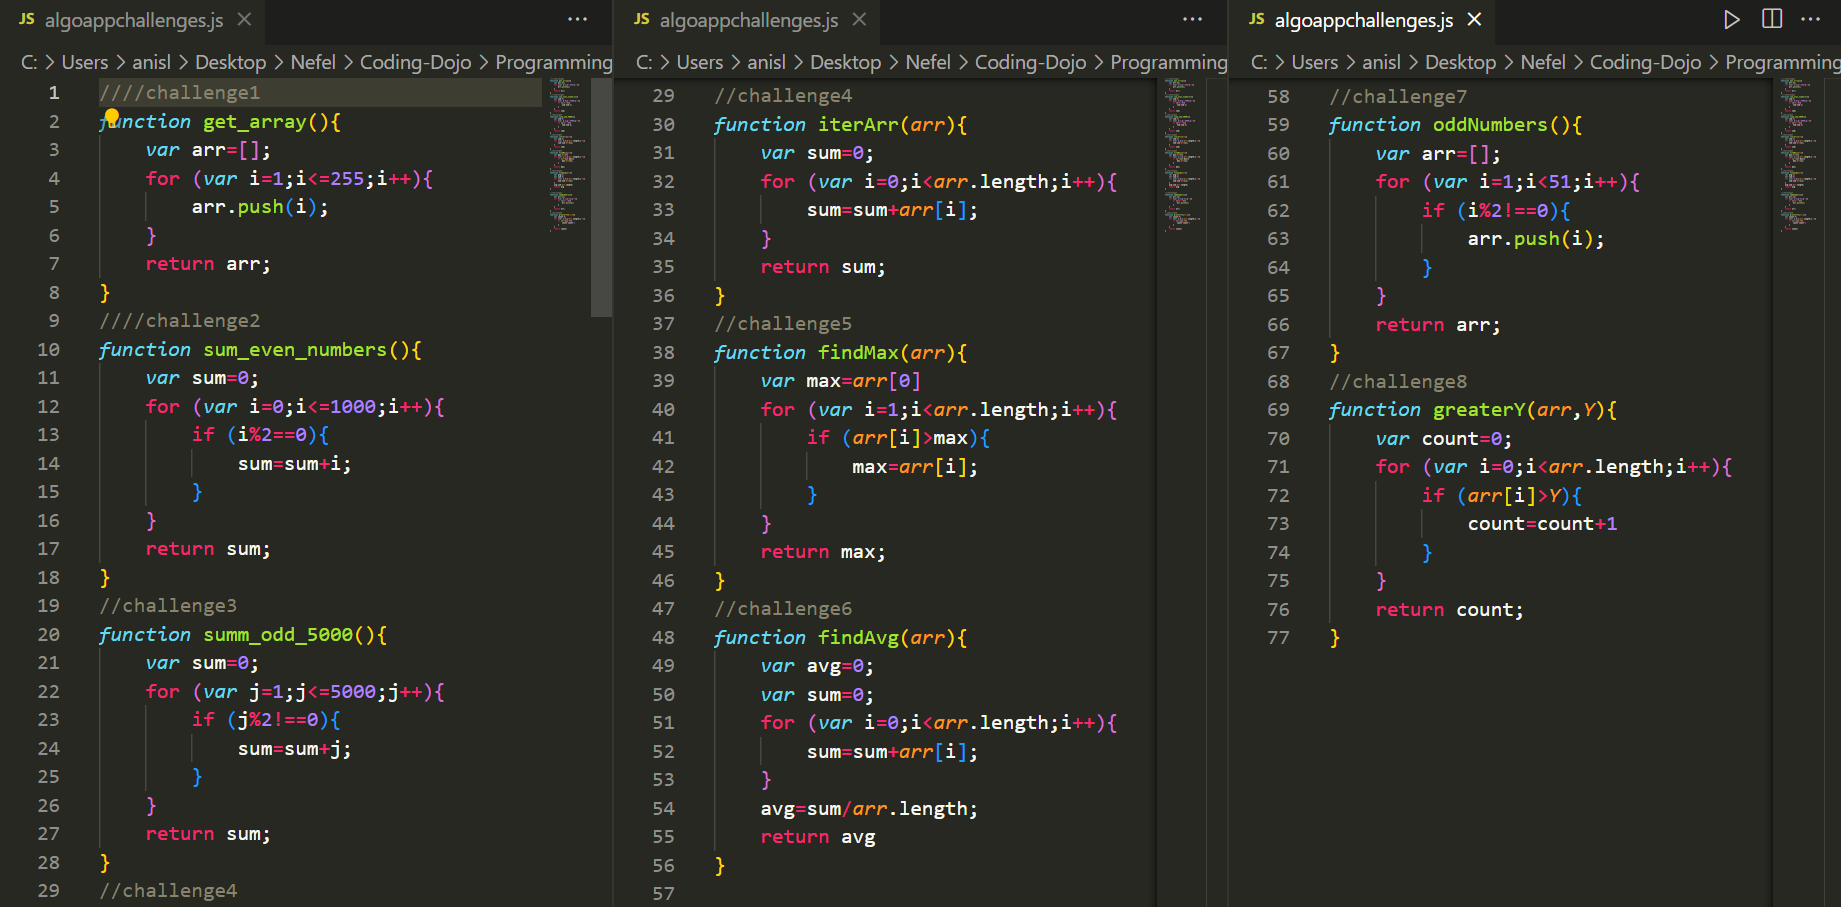 JS algoappchallenges.js ×
C: > Users > anisl > Desktop > Nefel > Coding-Dojo > Programming
1 ////challenge1
2 function get_array(){
3 var arr=[];
4 for (var i=1;i<=255;i++){
5 arr.push(i);
6 }
7 return arr;
8 }
9 ////challenge2
10 function sum_even_numbers(){
11 var sum=0;
12 for (var i=0;i<=1000;i++){
13 if (i%2==0){
14 sum=sum+i;
15 }
16 }
17 return sum;
18 }
19 //challenge3
20 function summ_odd_5000(){
21 var sum=0;
22 for (var j=1;j<=5000;j++){
23 if (j%2!==0){
24 sum=sum+j;
25 }
26 }
27 return sum;
28 }
29 //challenge4
JS algoappchallenges.js ×
C: > Users > anisl > Desktop > Nefel > Coding-Dojo > Programming
29 //challenge4
30 function iterArr(arr){
31 var sum=0;
32 for (var i=0;i<arr.length;i++){
33 sum=sum+arr[i];
34 }
35 return sum;
36 }
37 //challenge5
38 function findMax(arr){
39 var max=arr[0]
40 for (var i=1;i<arr.length;i++){
41 if (arr[i]>max){
42 max=arr[i];
43 }
44 }
45 return max;
46 }
47 //challenge6
48 function findAvg(arr){
49 var avg=0;
50 var sum=0;
51 for (var i=0;i<arr.length;i++){
52 sum=sum+arr[i];
53 }
54 avg=sum/arr.length;
55 return avg
56 }
57
JS algoappchallenges.js ×
C: > Users > anisl > Desktop > Nefel > Coding-Dojo > Programming
58 //challenge7
59 function oddNumbers(){
60 var arr=[];
61 for (var i=1;i<51;i++){
62 if (i%2!==0){
63 arr.push(i);
64 }
65 }
66 return arr;
67 }
68 //challenge8
69 function greaterY(arr,Y){
70 var count=0;
71 for (var i=0;i<arr.length;i++){
72 if (arr[i]>Y){
73 count=count+1
74 }
75 }
76 return count;
77 }